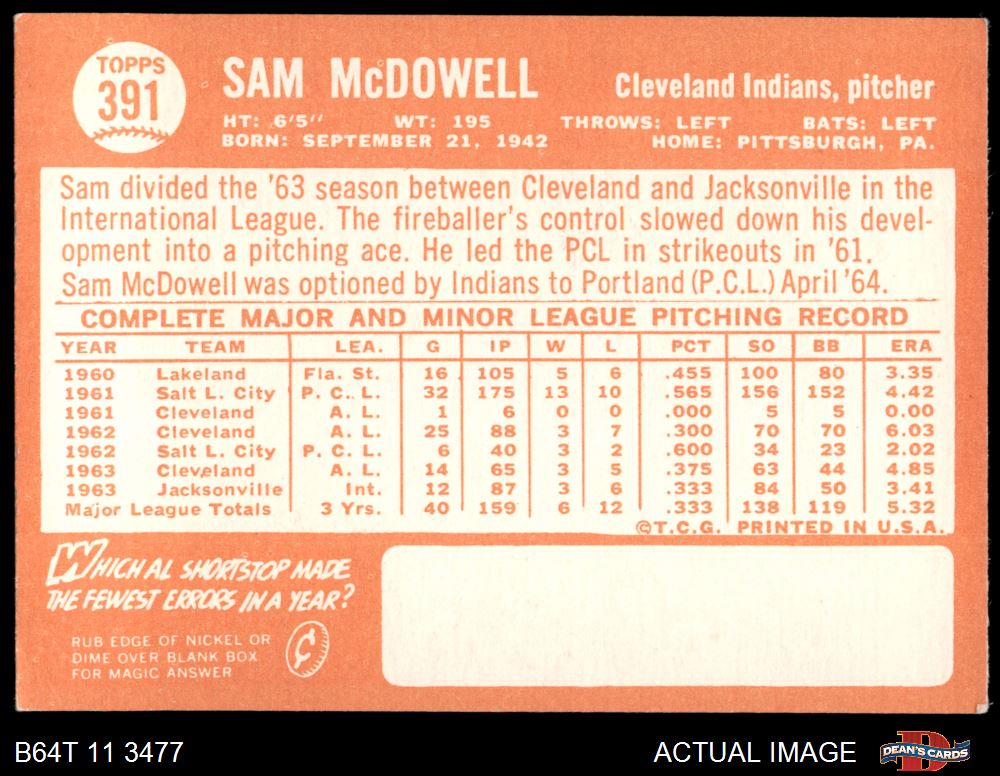 TOPPS
391
SAM McDOWELL
Cleveland Indians, pitcher
HT: 6'5" WT: 195 THROWS: LEFT BATS: LEFT
BORN: SEPTEMBER 21, 1942 HOME: PITTSBURGH, PA.
Sam divided the '63 season between Cleveland and Jacksonville in the
International League. The fireballer's control slowed down his devel-
opment into a pitching ace. He led the PCL in strikeouts in '61.
Sam McDowell was optioned by Indians to Portland (P.C.L.) April '64.
COMPLETE MAJOR AND MINOR LEAGUE PITCHING RECORD
YEAR TEAM LEA. G IP W L PCT SO BB ERA
1960 Lakeland Fla. St. 16 105 5 6 .455 100 80 3.35
1961 Salt L. City P. C. L. 32 175 13 10 .565 156 152 4.42
1961 Cleveland A. L. 1 6 0 0 .000 5 5 0.00
1962 Cleveland A. L. 25 88 3 7 .300 70 70 6.03
1962 Salt L. City P. C. L. 6 40 3 2 .600 34 23 2.02
1963 Cleveland A. L. 14 65 3 5 .375 63 44 4.85
1963 Jacksonville Int. 12 87 3 6 .333 84 50 3.41
Major League Totals 3 Yrs. 40 159 6 12 .333 138 119 5.32
©T.C.G. PRINTED IN U.S.A.
WHICH AL SHORTSTOP MADE
THE FEWEST ERRORS IN A YEAR?
RUB EDGE OF NICKEL OR
DIME OVER BLANK BOX
FOR MAGIC ANSWER
¢
B64T 11 3477
ACTUAL IMAGE
D
DEAN'S CARDS